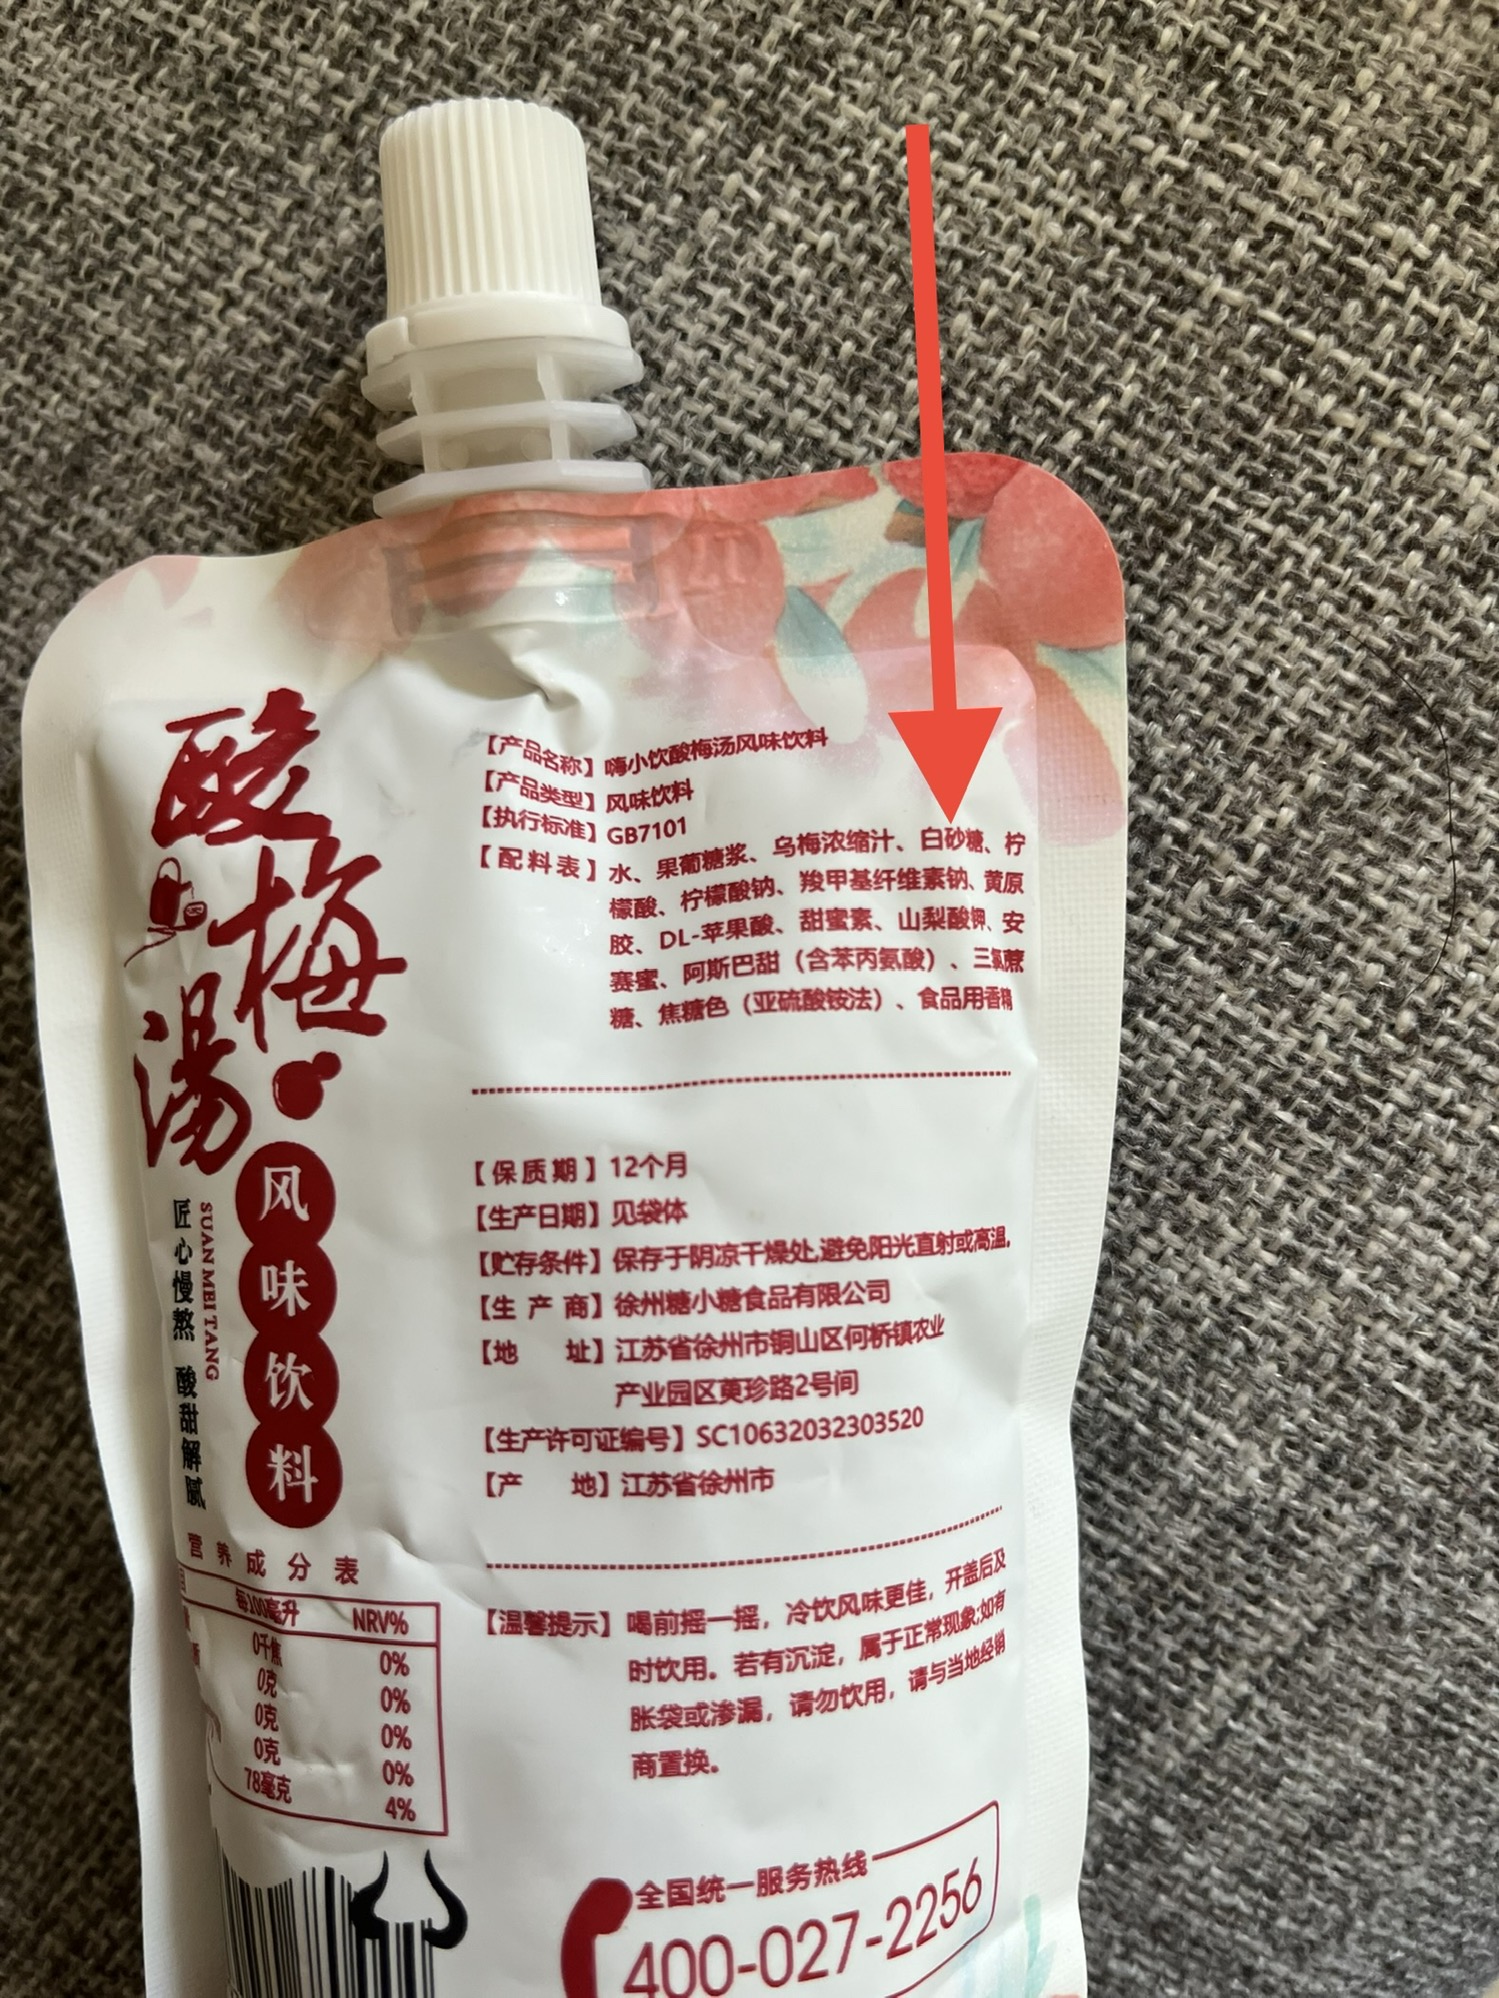 酸梅汤
风味饮料
SUAN MEI TANG
匠心慢熬 酸甜解腻
【产品名称】嗨小饮酸梅汤风味饮料
【产品类型】风味饮料
【执行标准】GB7101
【配料表】水、果葡糖浆、乌梅浓缩汁、白砂糖、柠
檬酸、柠檬酸钠、羧甲基纤维素钠、黄原
胶、DL-苹果酸、甜蜜素、山梨酸钾、安
赛蜜、阿斯巴甜（含苯丙氨酸）、三氯蔗
糖、焦糖色（亚硫酸铵法）、食品用香精
【保质期】12个月
【生产日期】见袋体
【贮存条件】保存于阴凉干燥处,避免阳光直射或高温。
【生产商】徐州糖小糖食品有限公司
【地 址】江苏省徐州市铜山区何桥镇农业
产业园区萸珍路2号间
【生产许可证编号】SC10632032303520
【产 地】江苏省徐州市
营养成分表
每100毫升 NRV%
0千焦 0%
0克 0%
0克 0%
0克 0%
78毫克 4%
【温馨提示】喝前摇一摇，冷饮风味更佳，开盖后及
时饮用。若有沉淀，属于正常现象;如有
胀袋或渗漏，请勿饮用，请与当地经销
商置换。
全国统一服务热线
400-027-2256